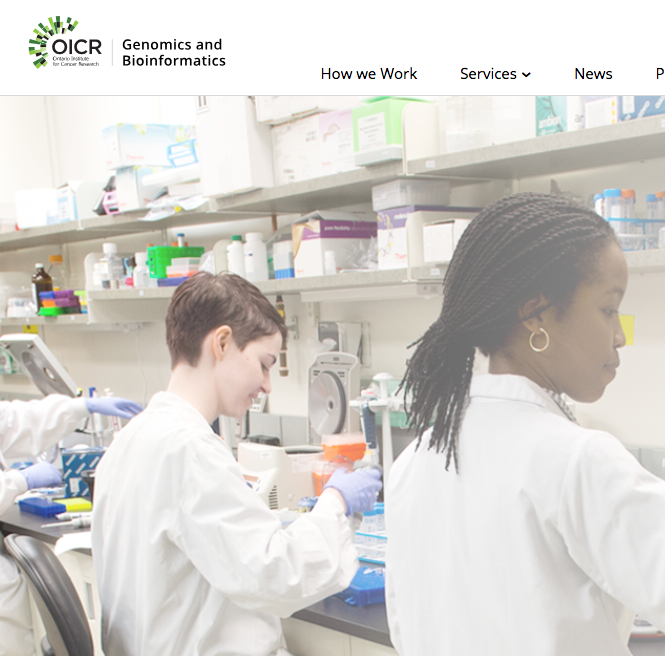 OICR
Ontario Institute
for Cancer Research
Genomics and
Bioinformatics
How we Work
Services
News
P